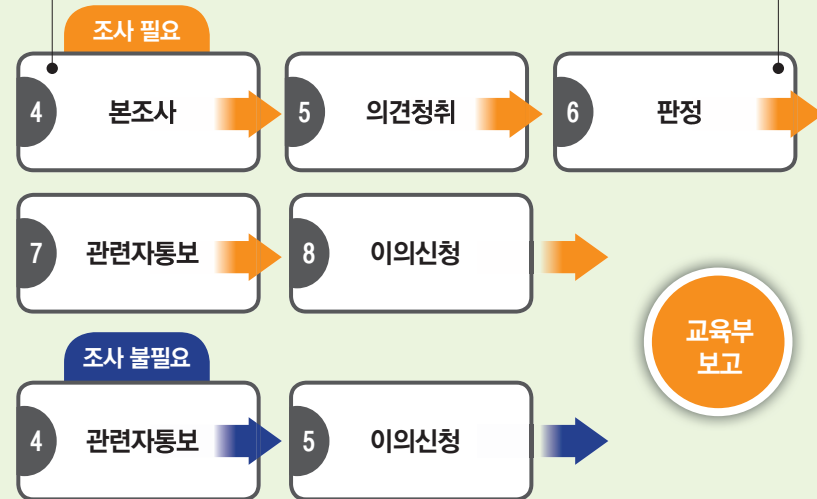 조사 필요
4 본조사
5 의견청취
6 판정
7 관련자통보
8 이의신청
교육부
보고
조사 불필요
4 관련자통보
5 이의신청